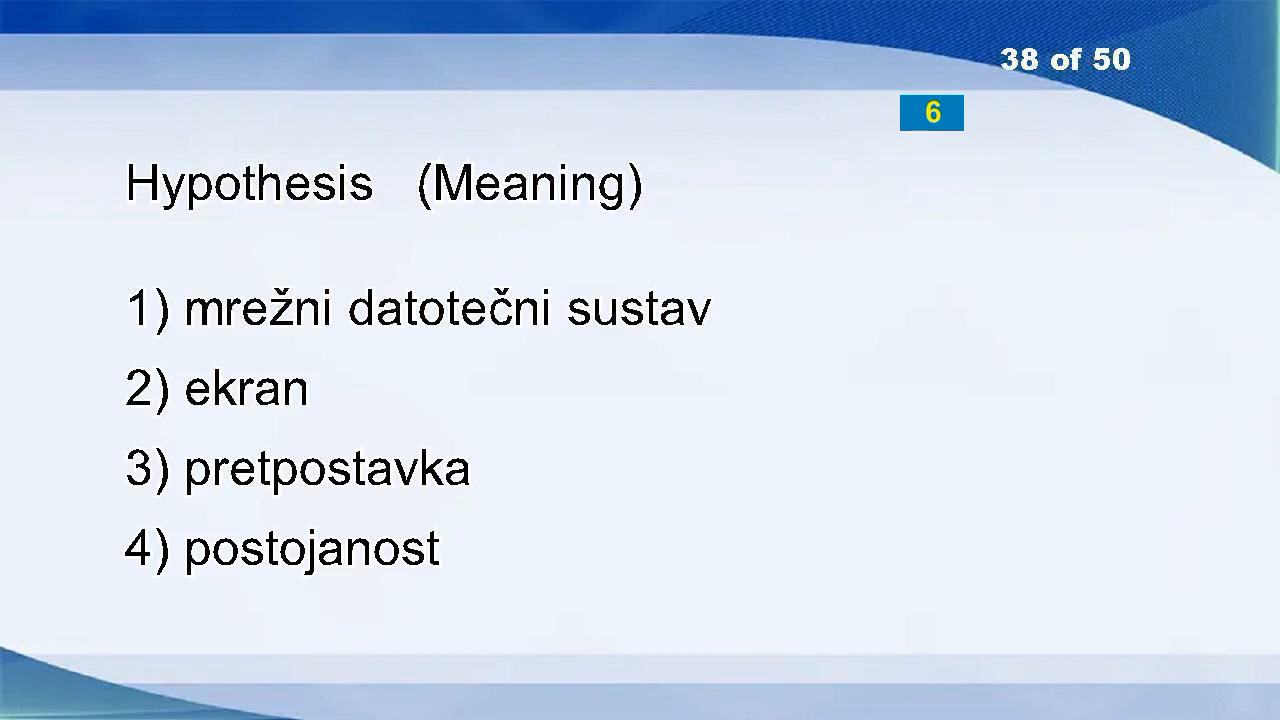 38 of 50
6
Hypothesis (Meaning)
1) mrežni datotečni sustav
2) ekran
3) pretpostavka
4) postojanost